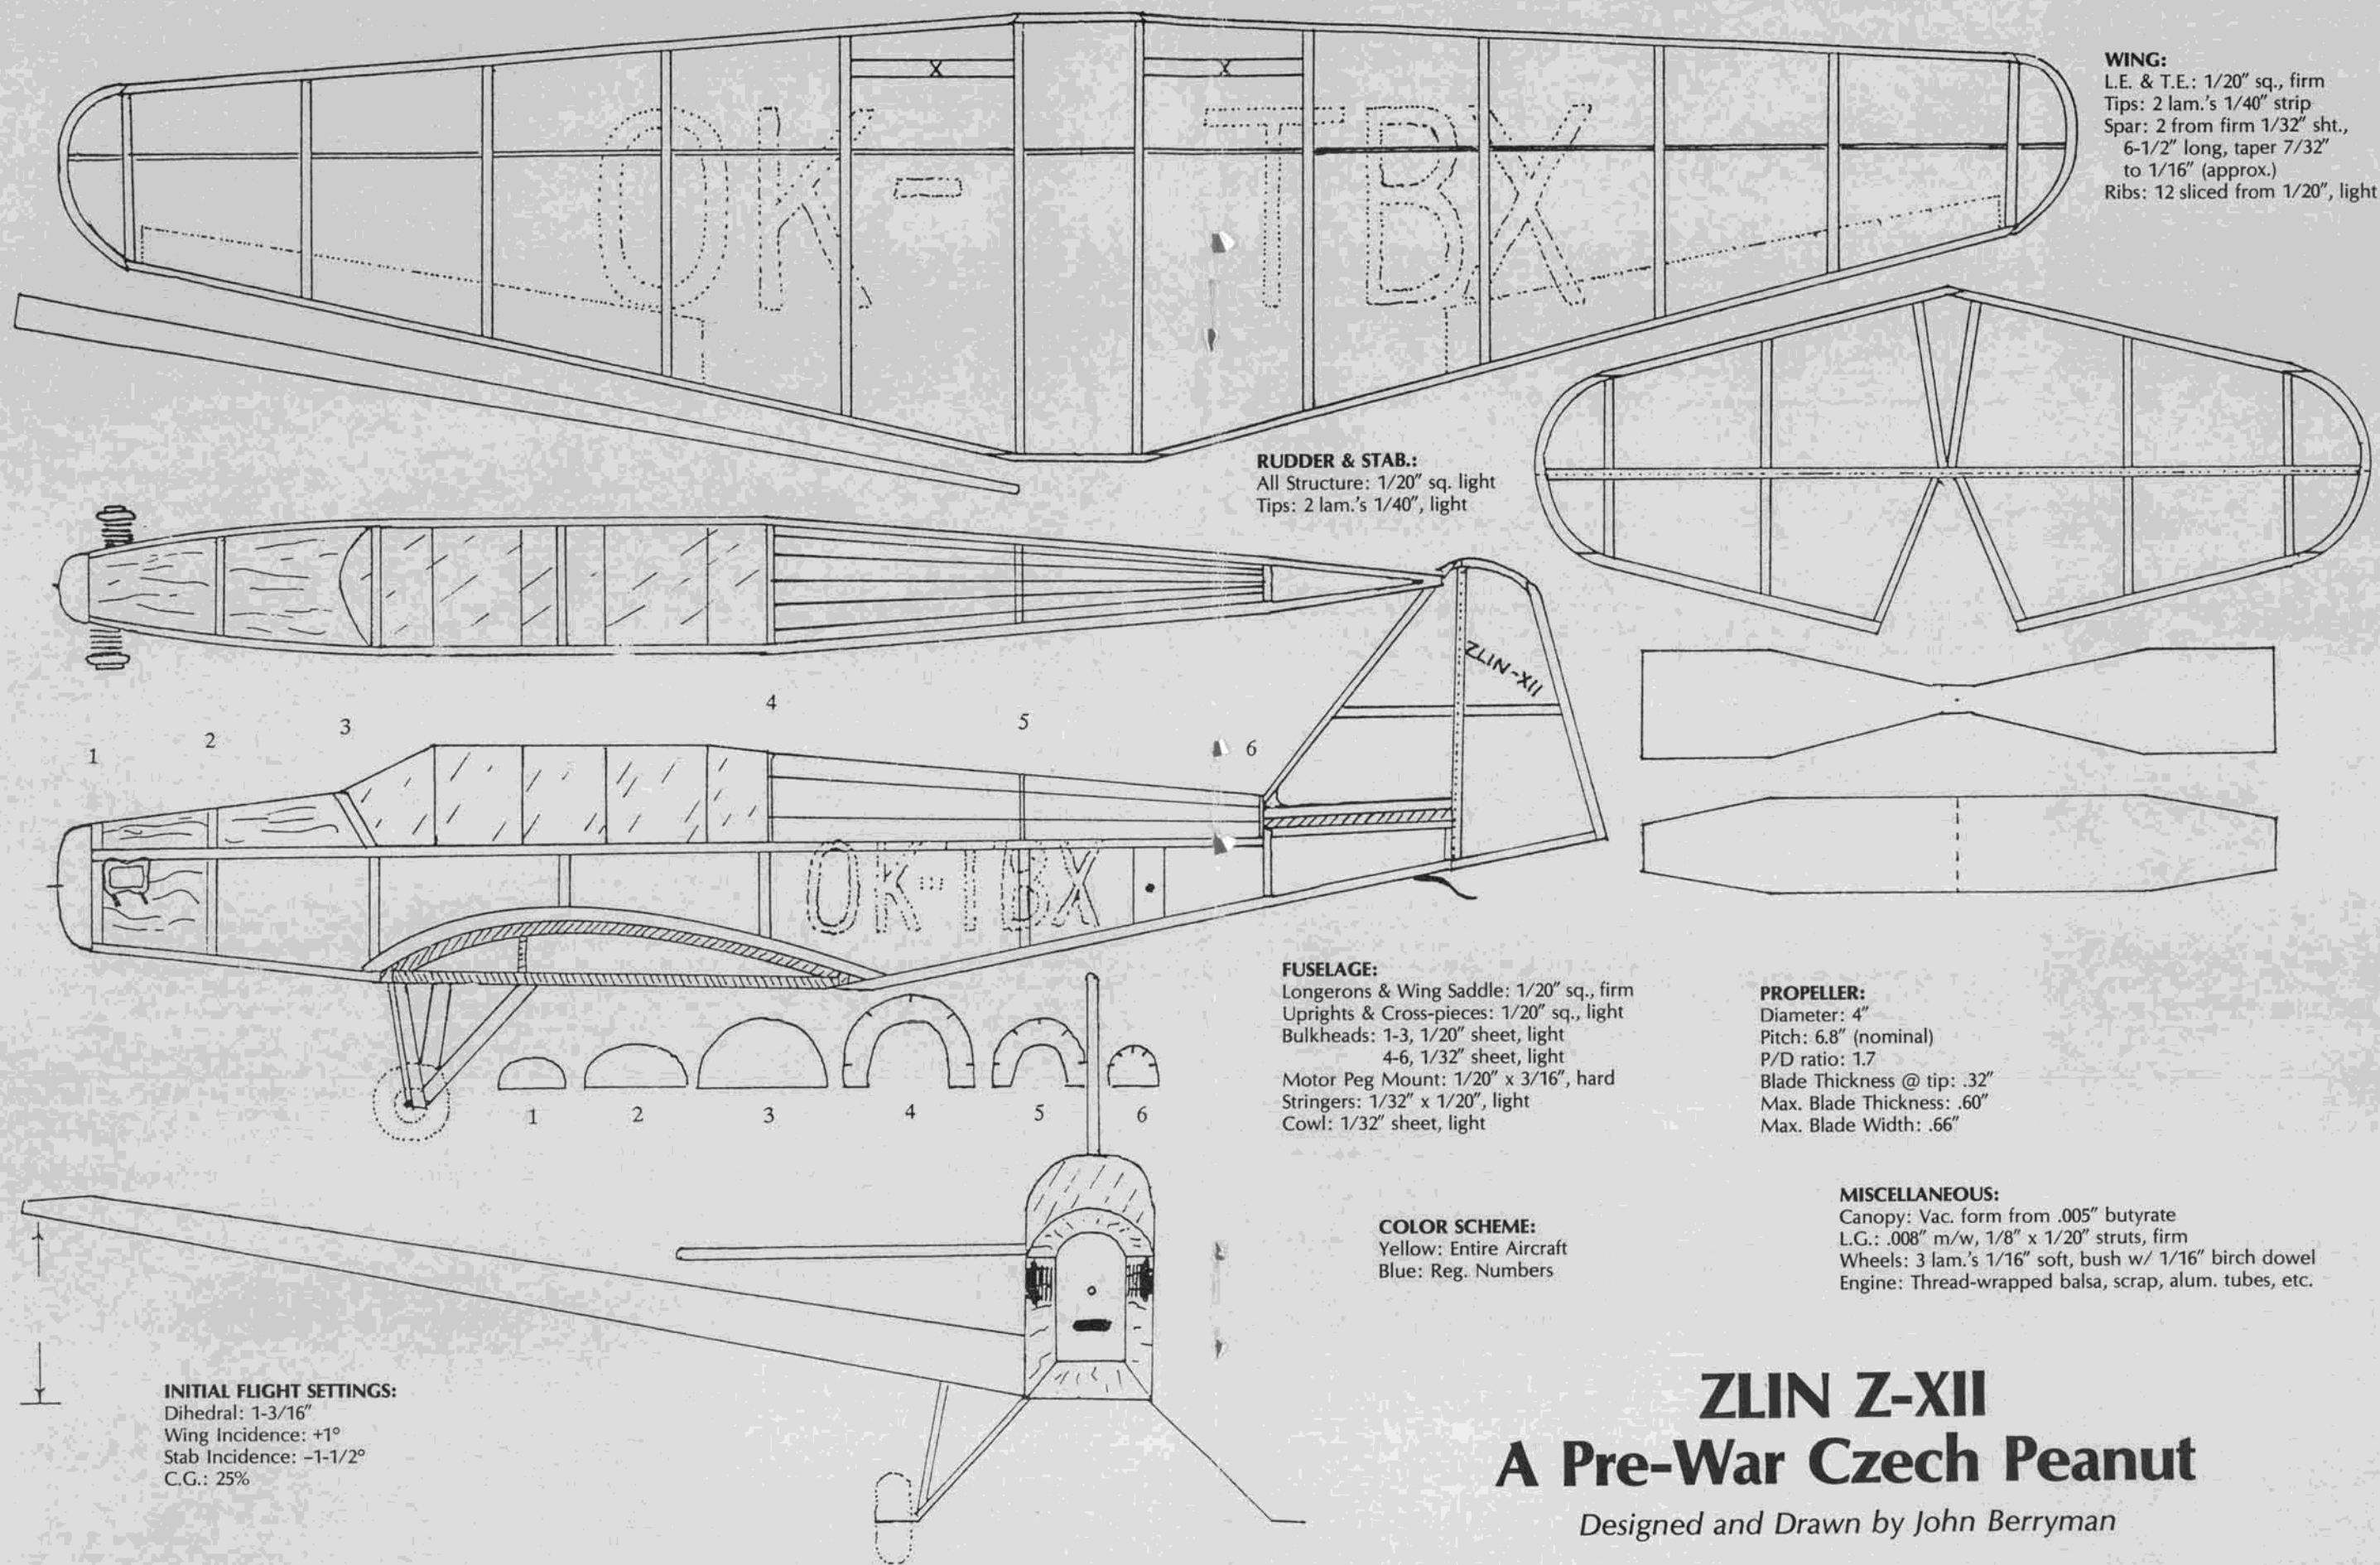 WING:
L.E. & T.E.: 1/20" sq., firm
Tips: 2 lam.'s 1/40" strip
Spar: 2 from firm 1/32" sht.,
6-1/2" long, taper 7/32"
to 1/16" (approx.)
Ribs: 12 sliced from 1/20", light
X
X
OK-TBX
RUDDER & STAB.:
All Structure: 1/20" sq. light
Tips: 2 lam.'s 1/40", light
ZLIN-XII
1
2
3
4
5
6
OK-TBX
1
2
3
4
5
6
FUSELAGE:
Longerons & Wing Saddle: 1/20" sq., firm
Uprights & Cross-pieces: 1/20" sq., light
Bulkheads: 1-3, 1/20" sheet, light
4-6, 1/32" sheet, light
Motor Peg Mount: 1/20" x 3/16", hard
Stringers: 1/32" x 1/20", light
Cowl: 1/32" sheet, light
PROPELLER:
Diameter: 4"
Pitch: 6.8" (nominal)
P/D ratio: 1.7
Blade Thickness @ tip: .32"
Max. Blade Thickness: .60"
Max. Blade Width: .66"
COLOR SCHEME:
Yellow: Entire Aircraft
Blue: Reg. Numbers
MISCELLANEOUS:
Canopy: Vac. form from .005" butyrate
L.G.: .008" m/w, 1/8" x 1/20" struts, firm
Wheels: 3 lam.'s 1/16" soft, bush w/ 1/16" birch dowel
Engine: Thread-wrapped balsa, scrap, alum. tubes, etc.
INITIAL FLIGHT SETTINGS:
Dihedral: 1-3/16"
Wing Incidence: +1°
Stab Incidence: -1-1/2°
C.G.: 25%
ZLIN Z-XII
A Pre-War Czech Peanut
Designed and Drawn by John Berryman